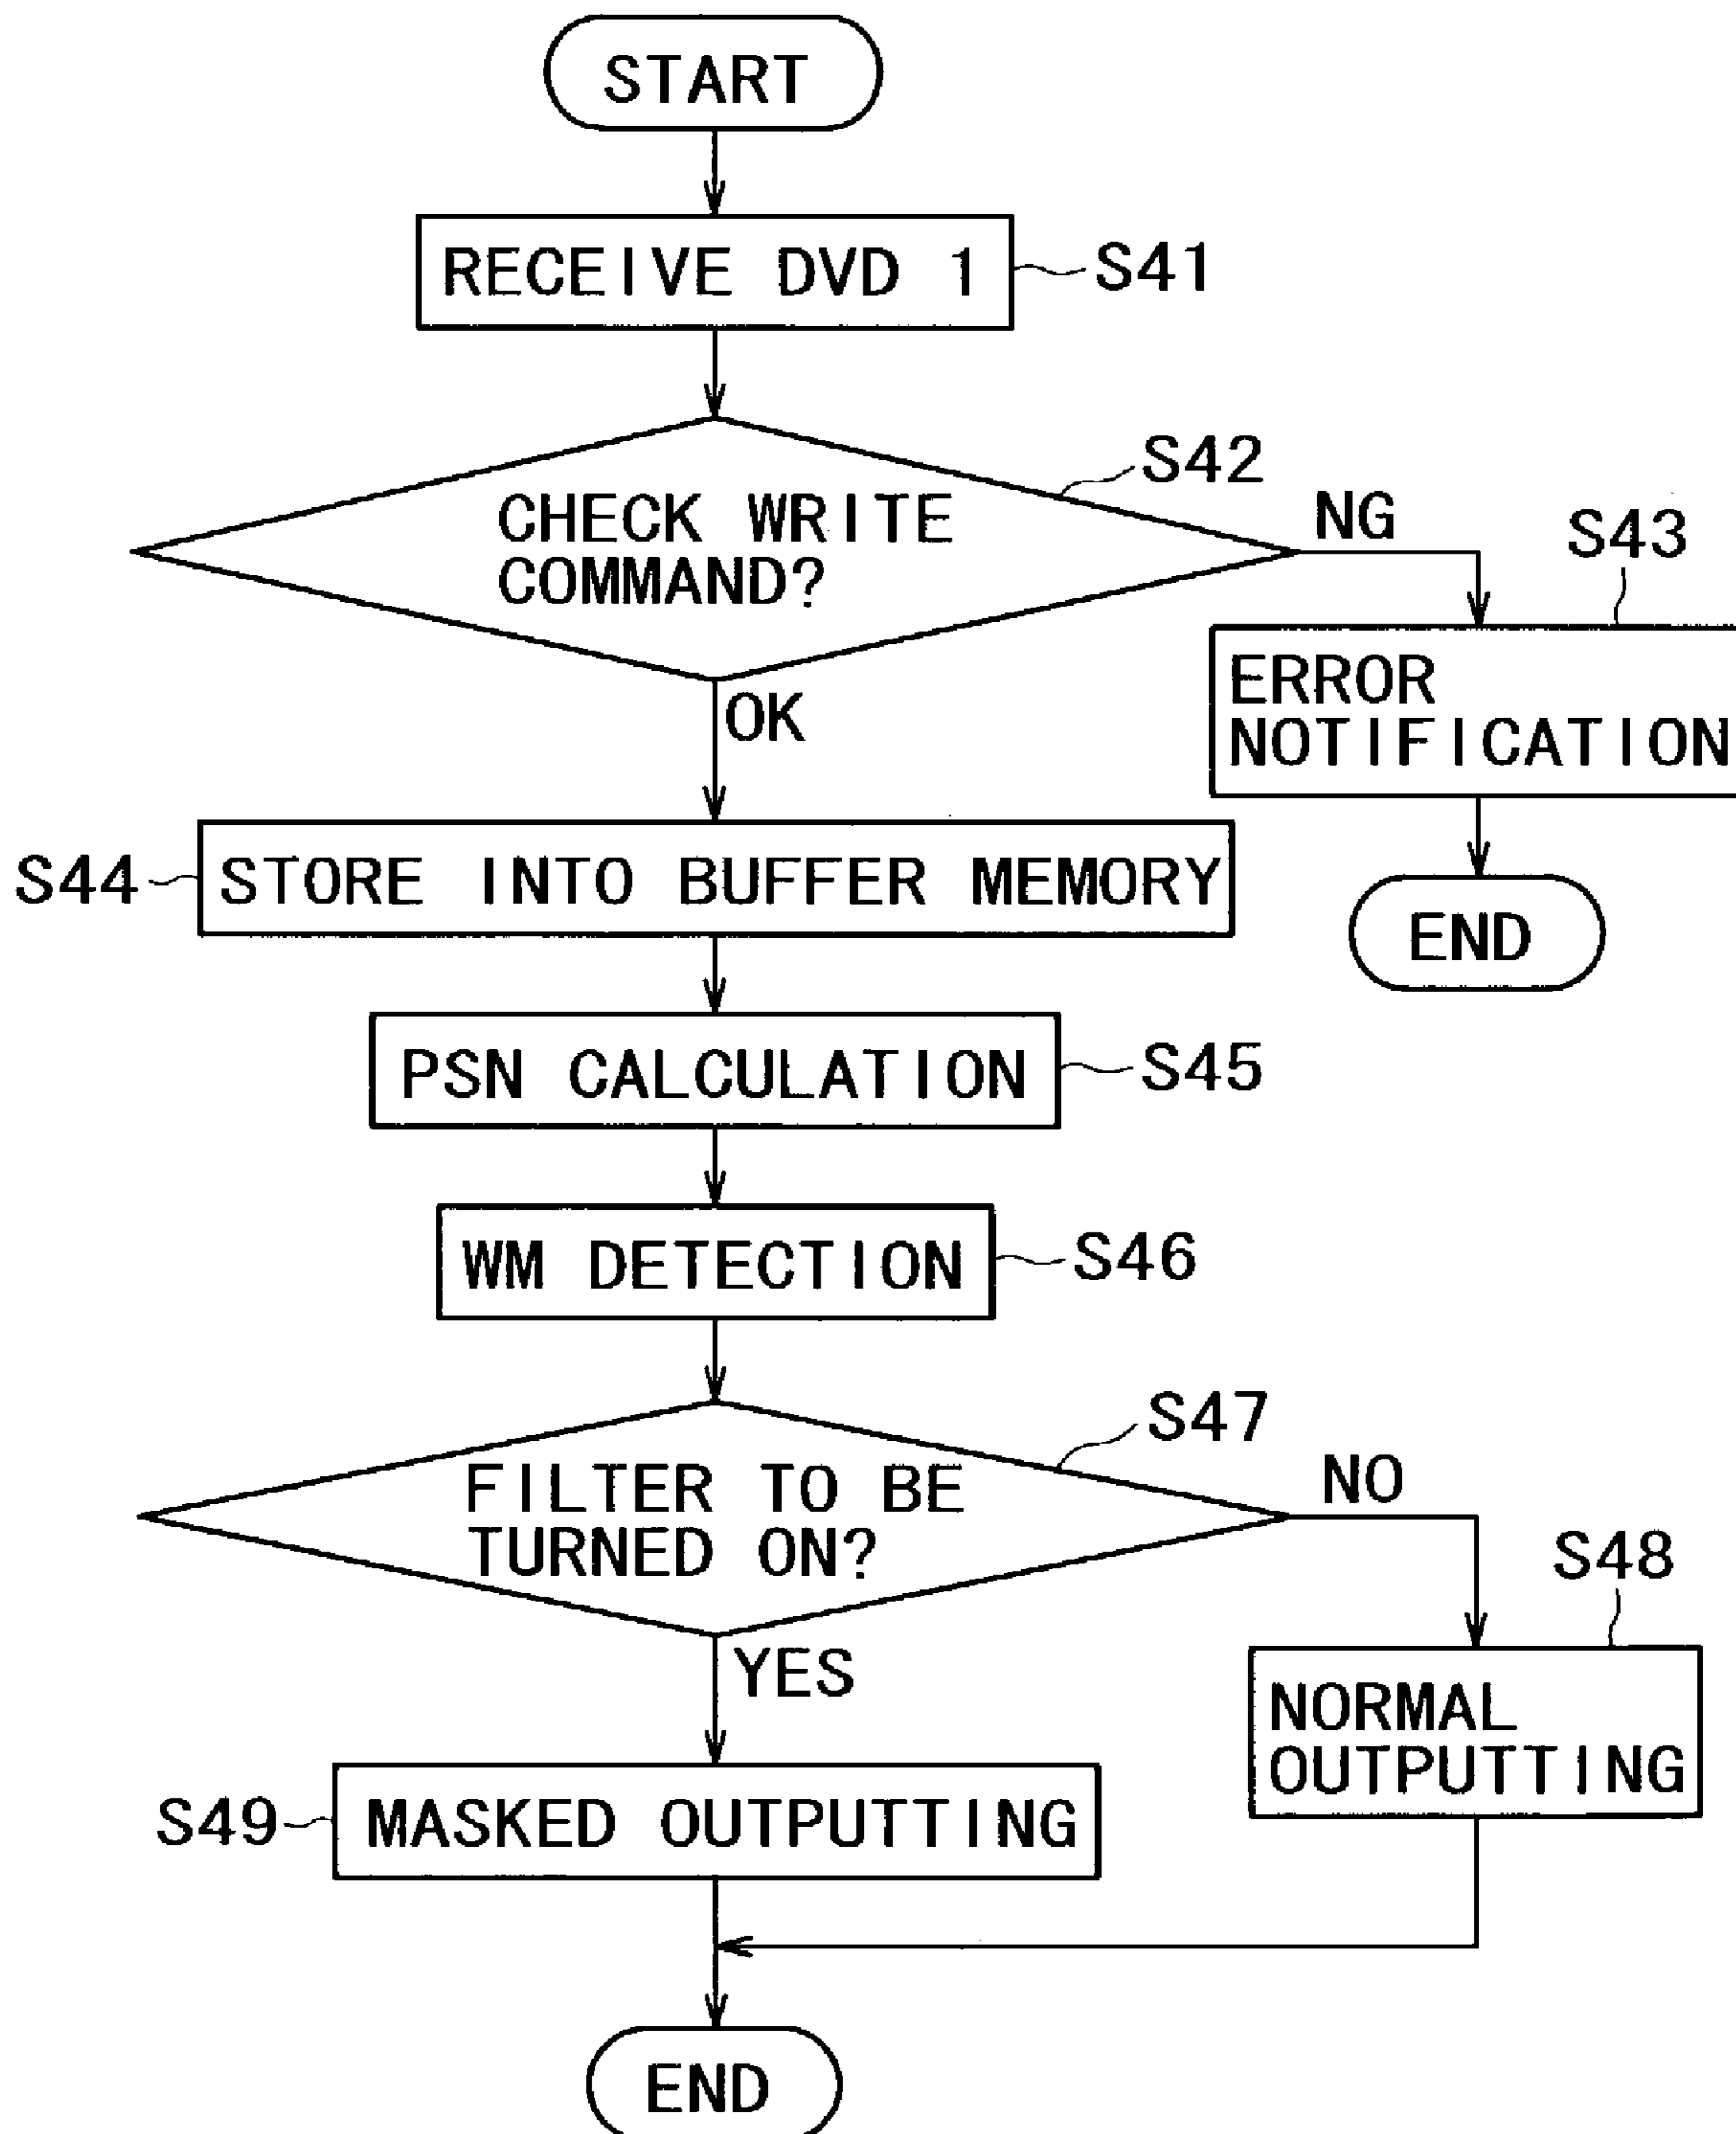 START
RECEIVE DVD 1
S41
CHECK WRITE
COMMAND?
S42
NG
S43
ERROR
NOTIFICATION
END
OK
S44
STORE INTO BUFFER MEMORY
PSN CALCULATION
S45
WM DETECTION
S46
FILTER TO BE
TURNED ON?
S47
NO
S48
NORMAL
OUTPUTTING
YES
S49
MASKED OUTPUTTING
END